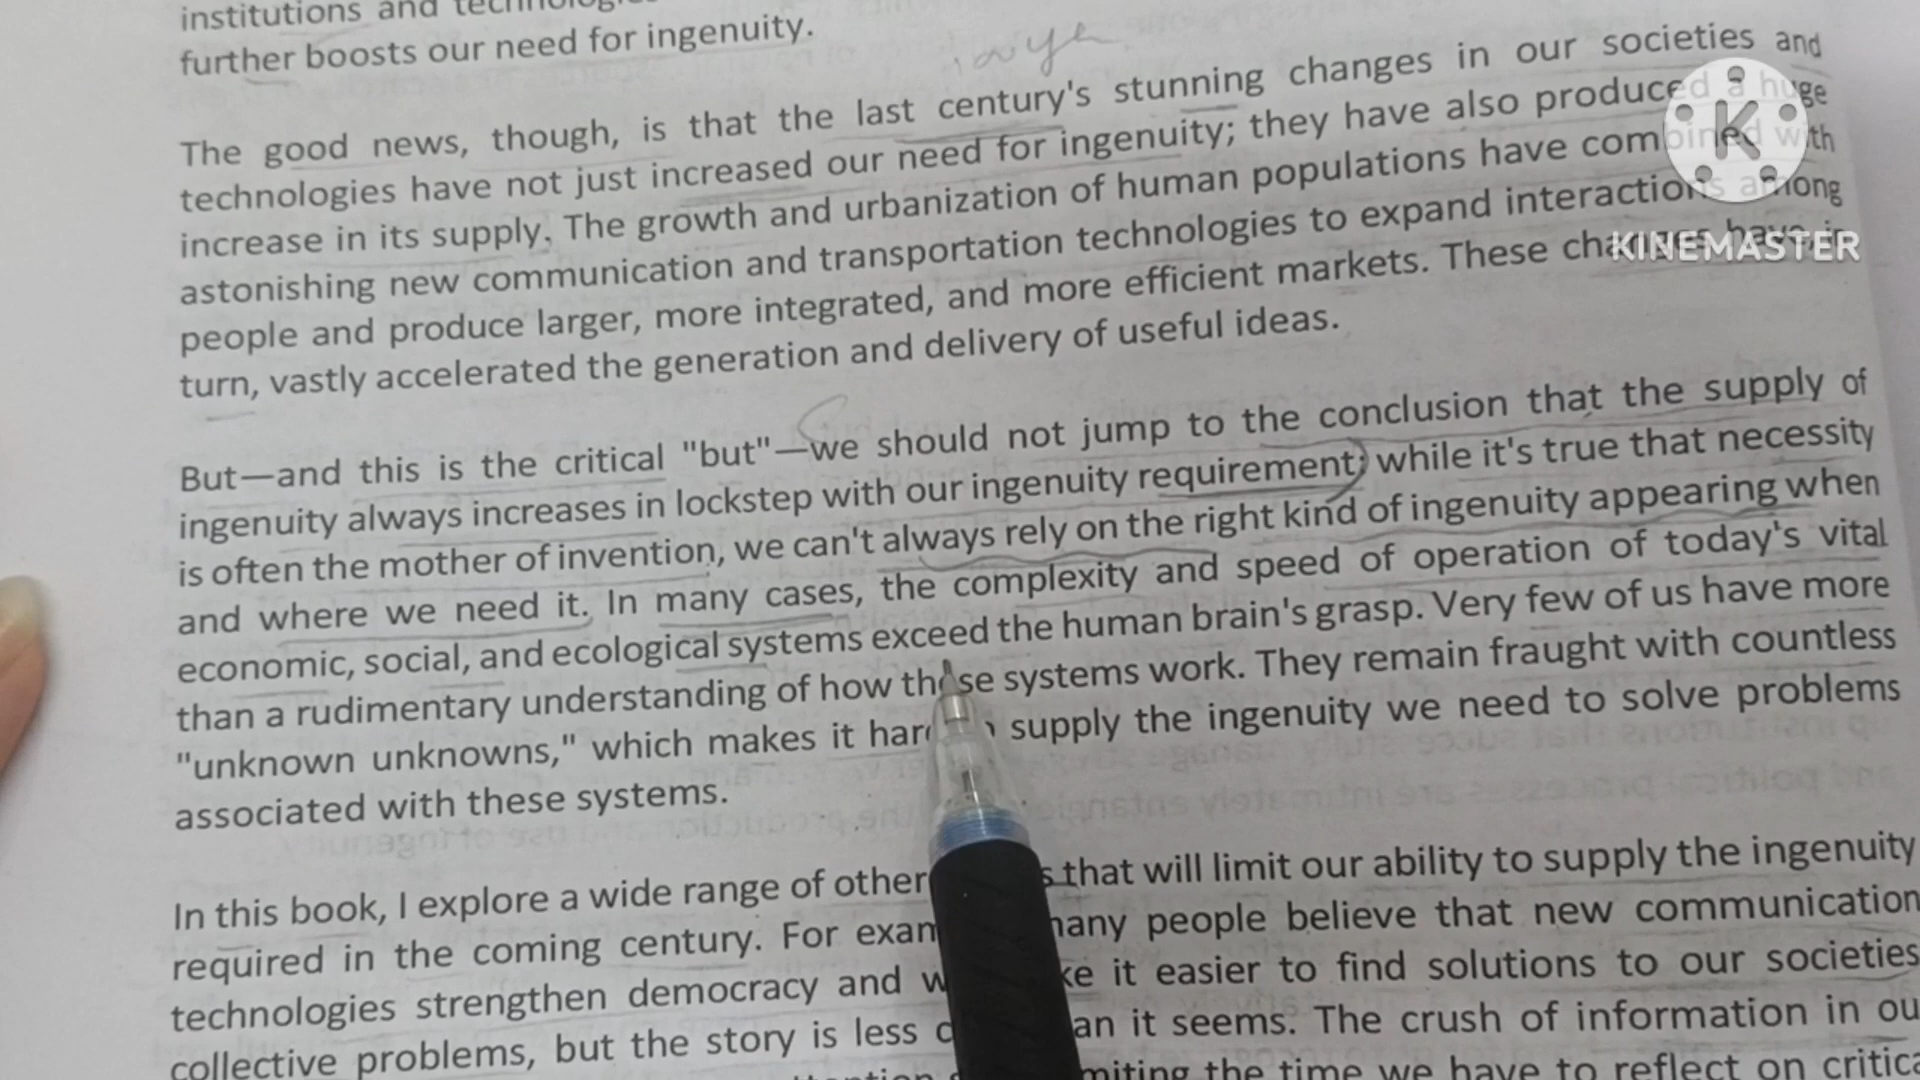 institutions and
further boosts our need for ingenuity.
The good news, though, is that the last century's stunning changes in our societies and
technologies have not just increased our need for ingenuity; they have also produced a huge
increase in its supply. The growth and urbanization of human populations have combined with
astonishing new communication and transportation technologies to expand interactions among
people and produce larger, more integrated, and more efficient markets. These changes have, in
turn, vastly accelerated the generation and delivery of useful ideas.
KINEMASTER
But—and this is the critical "but"—we should not jump to the conclusion that the supply of
ingenuity always increases in lockstep with our ingenuity requirement) while it's true that necessity
is often the mother of invention, we can't always rely on the right kind of ingenuity appearing when
and where we need it. In many cases, the complexity and speed of operation of today's vital
economic, social, and ecological systems exceed the human brain's grasp. Very few of us have more
than a rudimentary understanding of how these systems work. They remain fraught with countless
"unknown unknowns," which makes it supply the ingenuity we need to solve problems
associated with these systems.
In this book, I explore a wide range of other that will limit our ability to supply the ingenuity
required in the coming century. For many people believe that new communication
technologies strengthen democracy and it easier to find solutions to our societies
collective problems, but the story is less than it seems. The crush of information in
the time we have to reflect on